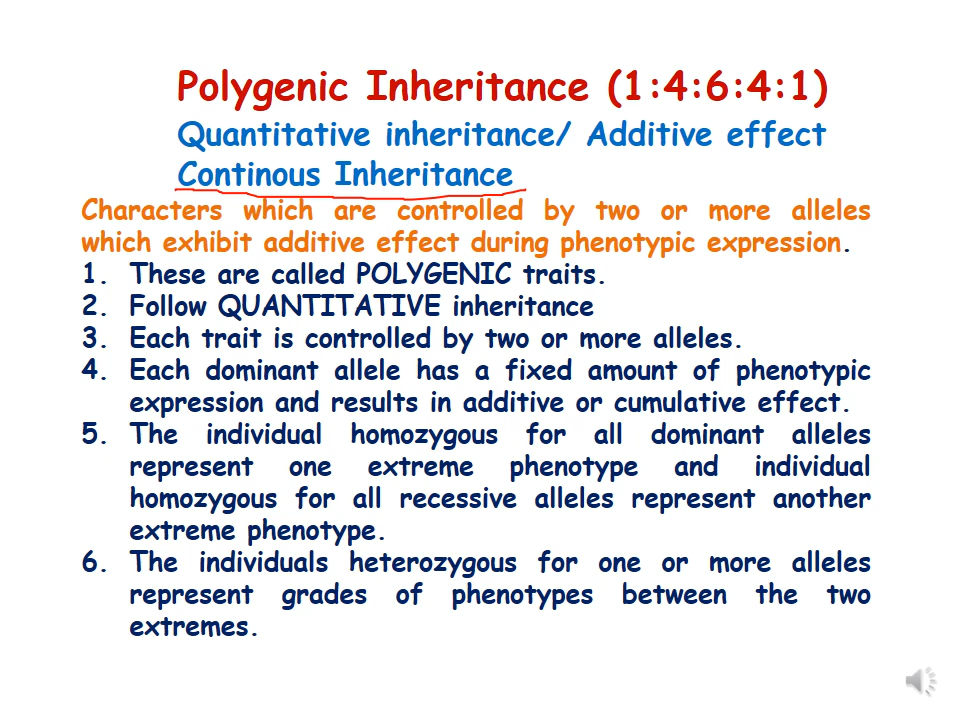 Polygenic Inheritance (1:4:6:4:1)
Quantitative inheritance/ Additive effect
Continous Inheritance
Characters which are controlled by two or more alleles
which exhibit additive effect during phenotypic expression.
1. These are called POLYGENIC traits.
2. Follow QUANTITATIVE inheritance
3. Each trait is controlled by two or more alleles.
4. Each dominant allele has a fixed amount of phenotypic
expression and results in additive or cumulative effect.
5. The individual homozygous for all dominant alleles
represent one extreme phenotype and individual
homozygous for all recessive alleles represent another
extreme phenotype.
6. The individuals heterozygous for one or more alleles
represent grades of phenotypes between the two
extremes.